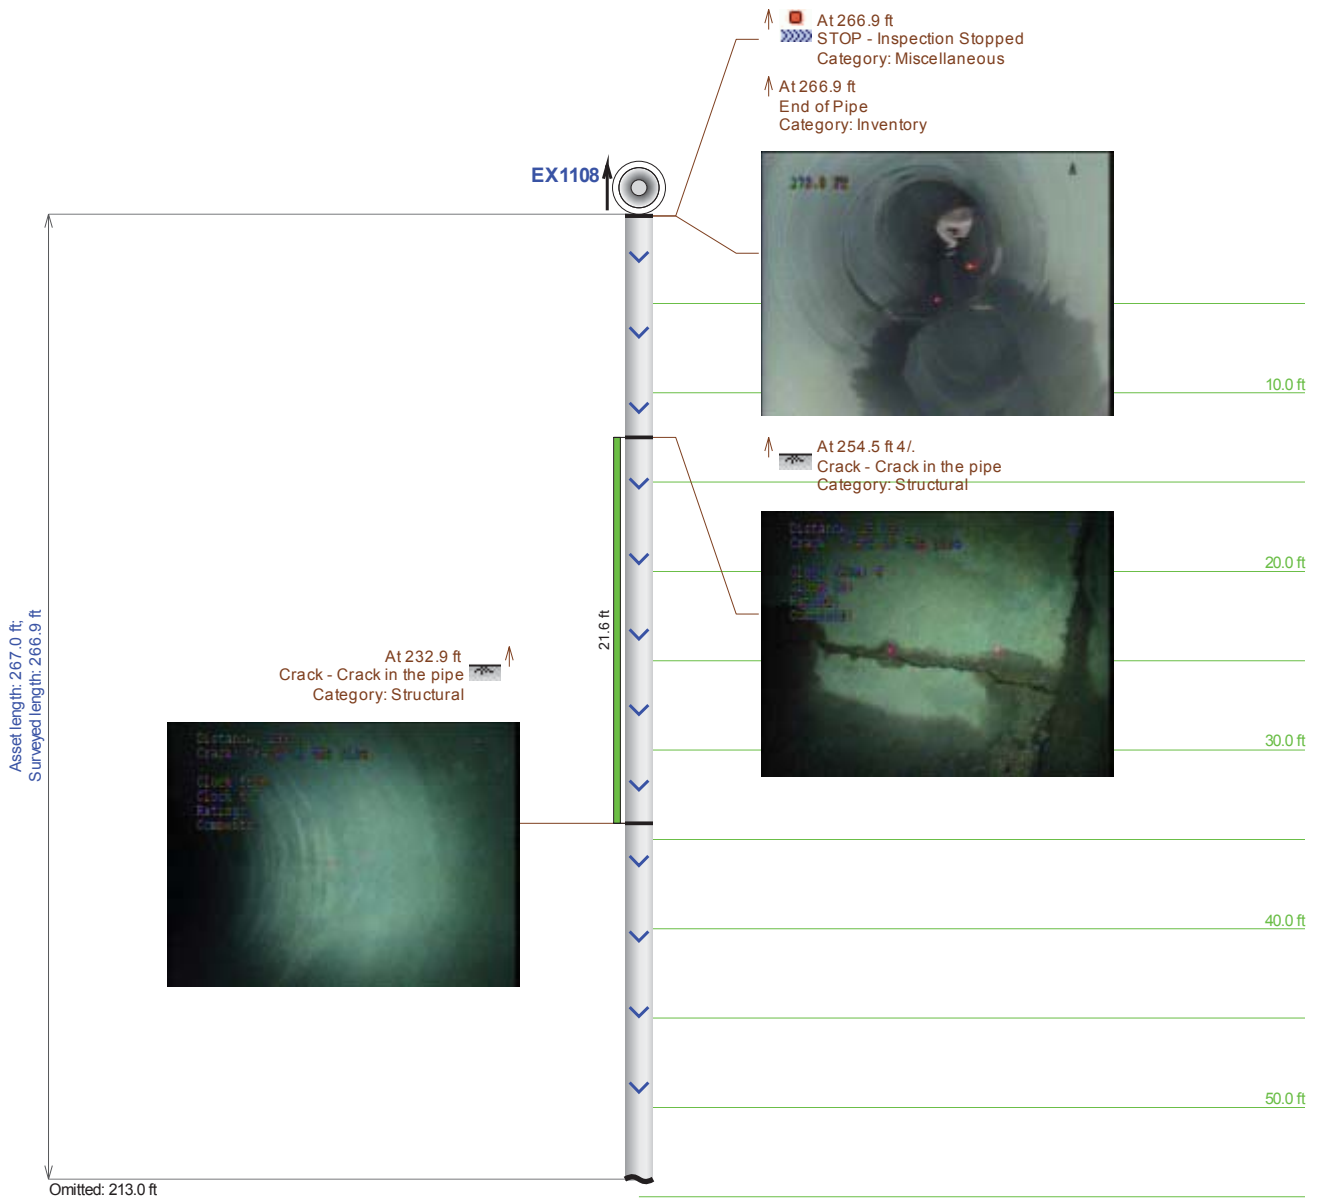 At 266.9 ft
STOP - Inspection Stopped
Category: Miscellaneous
At 266.9 ft
End of Pipe
Category: Inventory
EX1108
10.0 ft
At 254.5 ft 4/.
Crack - Crack in the pipe
Category: Structural
20.0 ft
21.6 ft
Asset length: 267.0 ft;
Surveyed length: 266.9 ft
At 232.9 ft
Crack - Crack in the pipe
Category: Structural
30.0 ft
40.0 ft
50.0 ft
Omitted: 213.0 ft